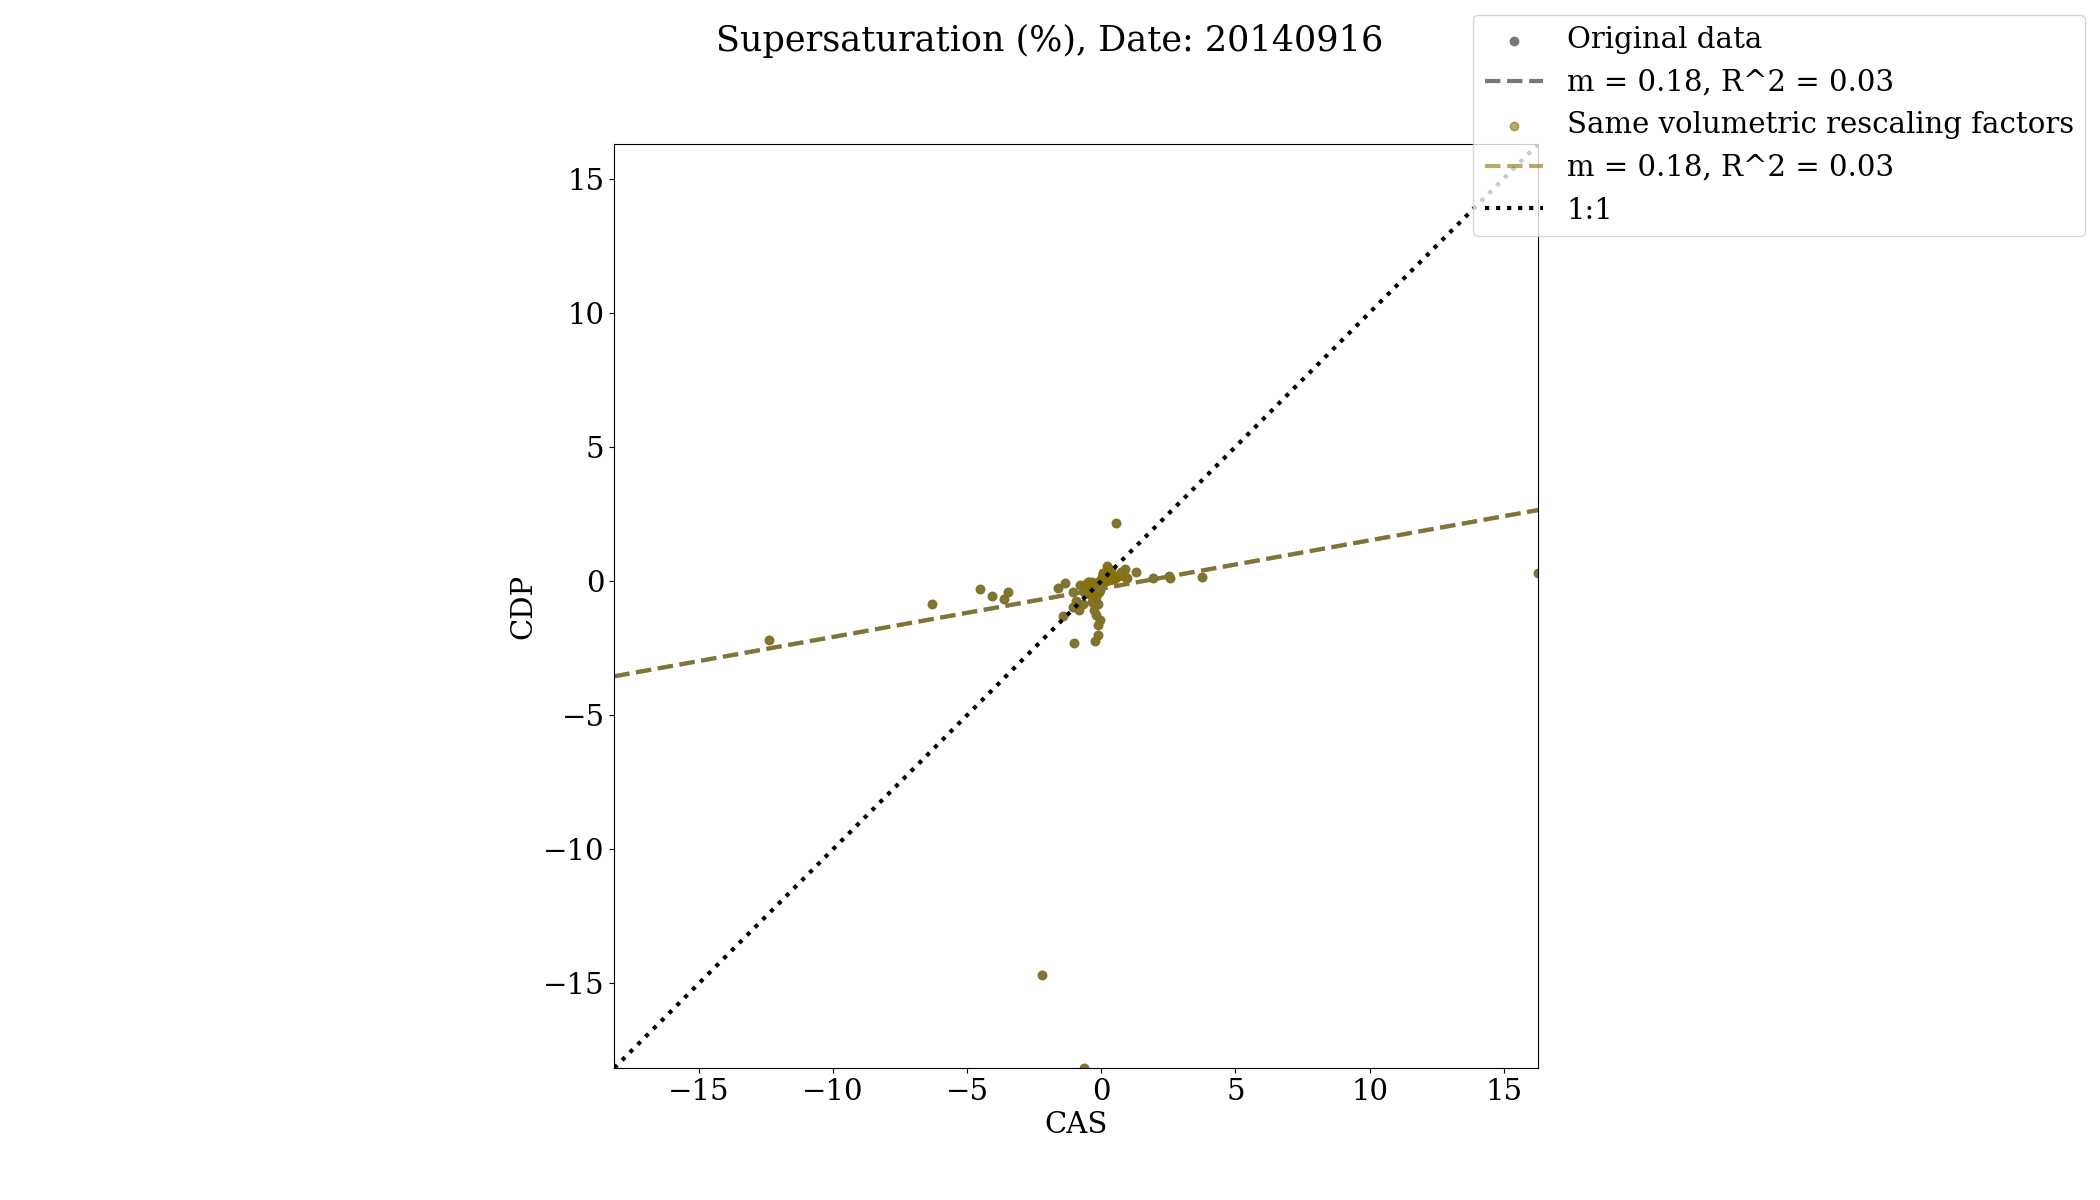 Supersaturation (%), Date: 20140916
Original data
m = 0.18, R^2 = 0.03
Same volumetric rescaling factors
m = 0.18, R^2 = 0.03
1:1
15
10
5
0
−5
−10
−15
CDP
−15
−10
−5
0
5
10
15
CAS